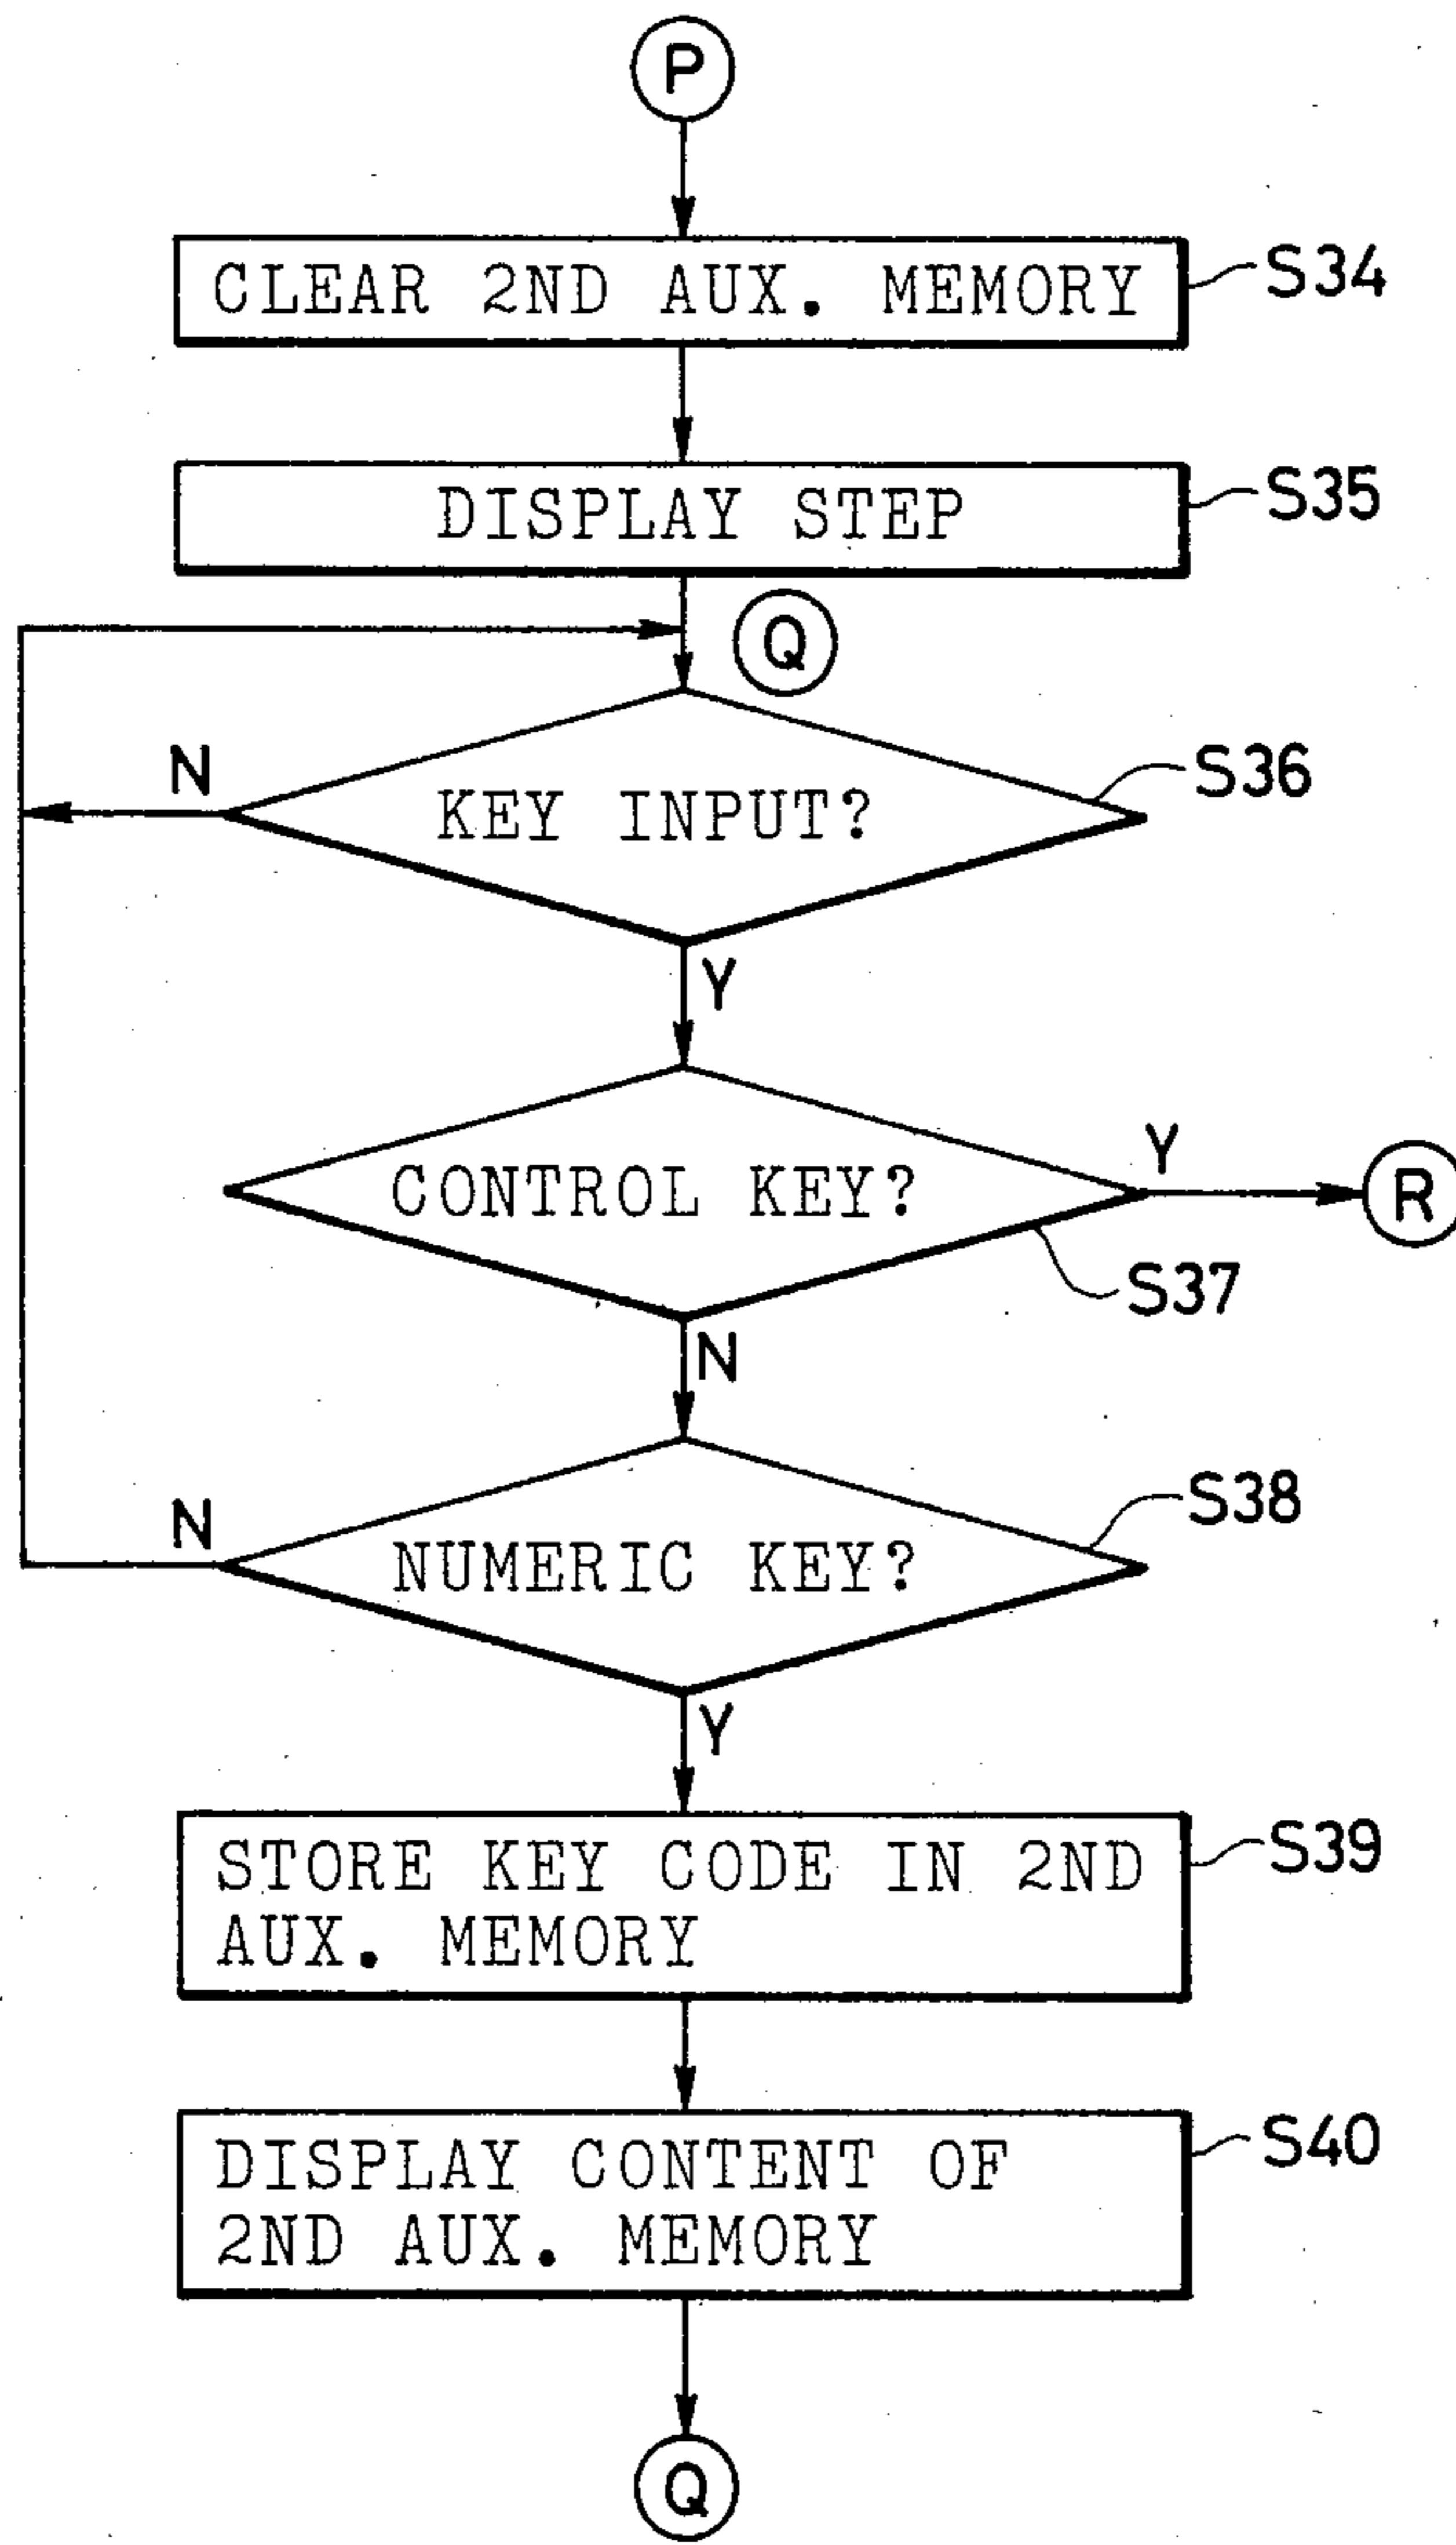 P
CLEAR 2ND AUX. MEMORY
S34
DISPLAY STEP
S35
Q
N
KEY INPUT?
S36
Y
CONTROL KEY?
Y
R
S37
N
N
NUMERIC KEY?
S38
Y
STORE KEY CODE IN 2ND
AUX. MEMORY
S39
DISPLAY CONTENT OF
2ND AUX. MEMORY
S40
Q